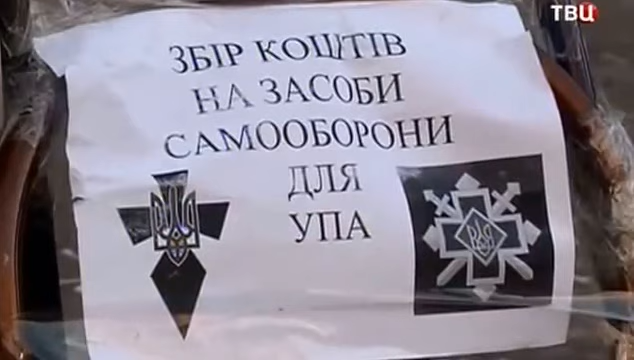 ТВЦ
ЗБІР КОШТІВ
НА ЗАСОБИ
САМООБОРОНИ
ДЛЯ
УПА